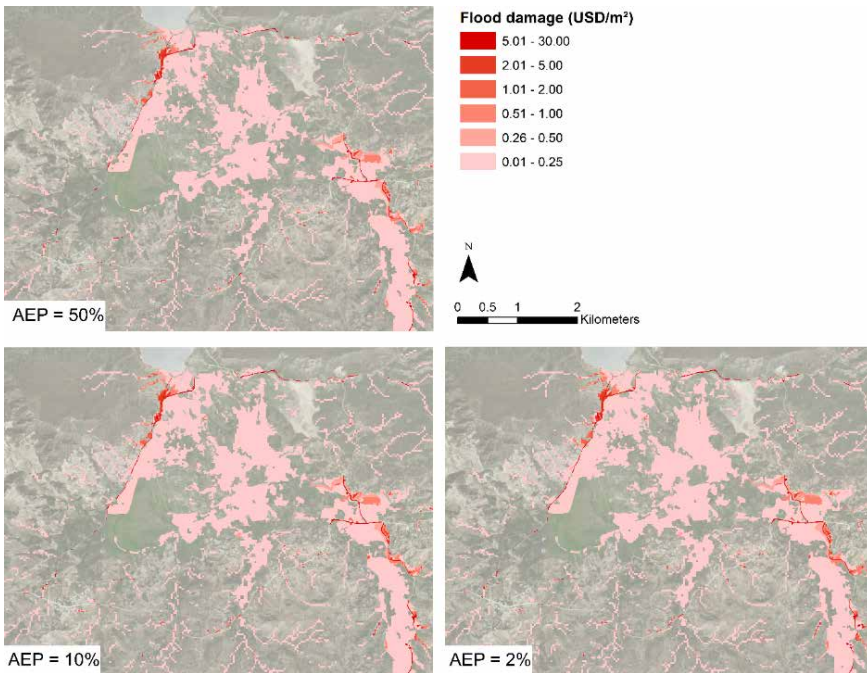 Flood damage (USD/m²)
5.01 - 30.00
2.01 - 5.00
1.01 - 2.00
0.51 - 1.00
0.26 - 0.50
0.01 - 0.25
N
0 0.5 1 2
Kilometers
AEP = 50%
AEP = 10%
AEP = 2%